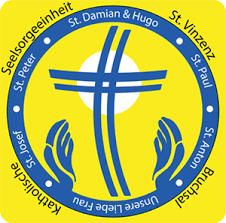 Katholische
Seelsorgeeinheit
St. Vinzenz
Bruchsal
St. Damian & Hugo
St. Paul
St. Anton
Unsere Liebe Frau
St. Josef
St. Peter